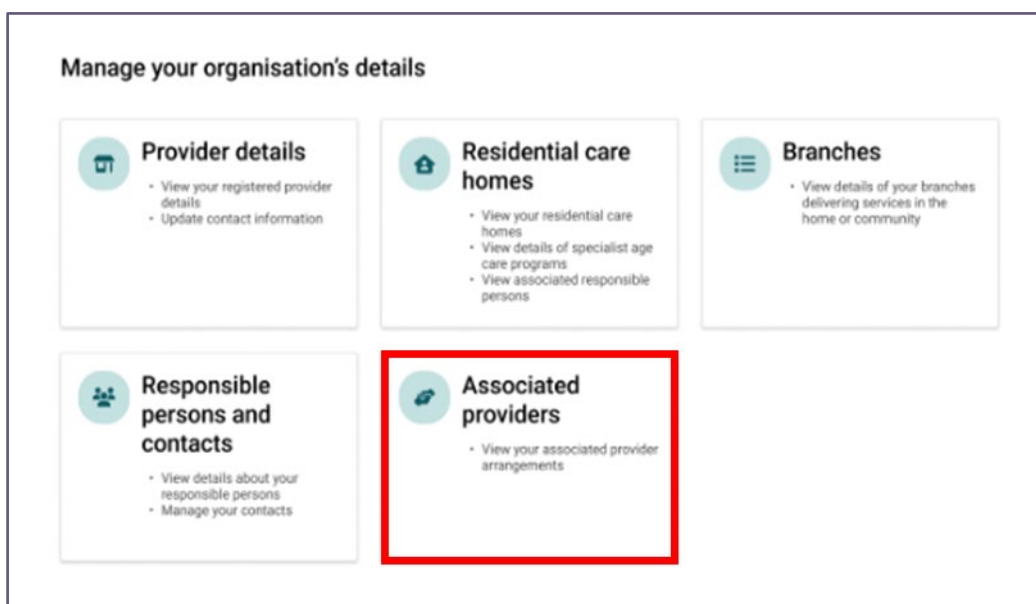 Manage your organisation's details
Provider details
• View your registered provider
details
• Update contact information
Residential care
homes
• View your residential care
homes
• View details of specialist age
care programs
• View associated responsible
persons
Branches
• View details of your branches
delivering services in the
home or community
Responsible
persons and
contacts
• View details about your
responsible persons
• Manage your contacts
Associated
providers
• View your associated provider
arrangements